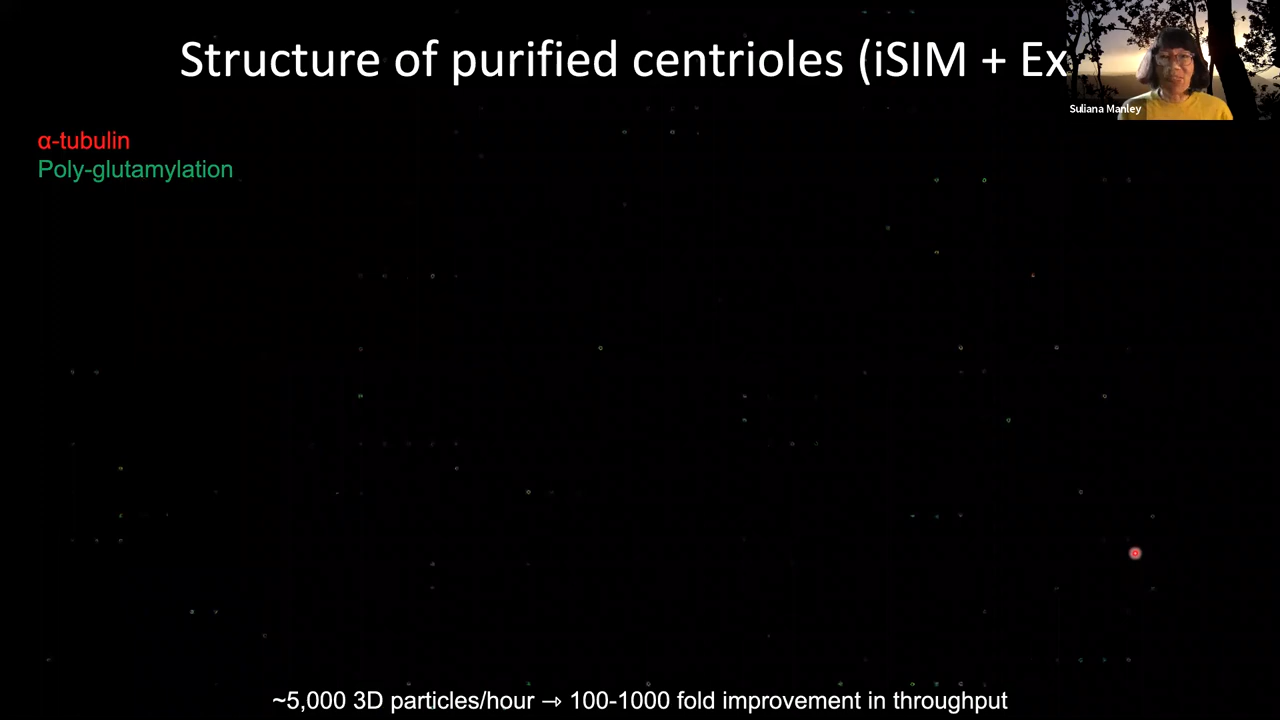 Structure of purified centrioles (iSIM + Ex
Suliana Manley
α-tubulin
Poly-glutamylation
~5,000 3D particles/hour → 100-1000 fold improvement in throughput